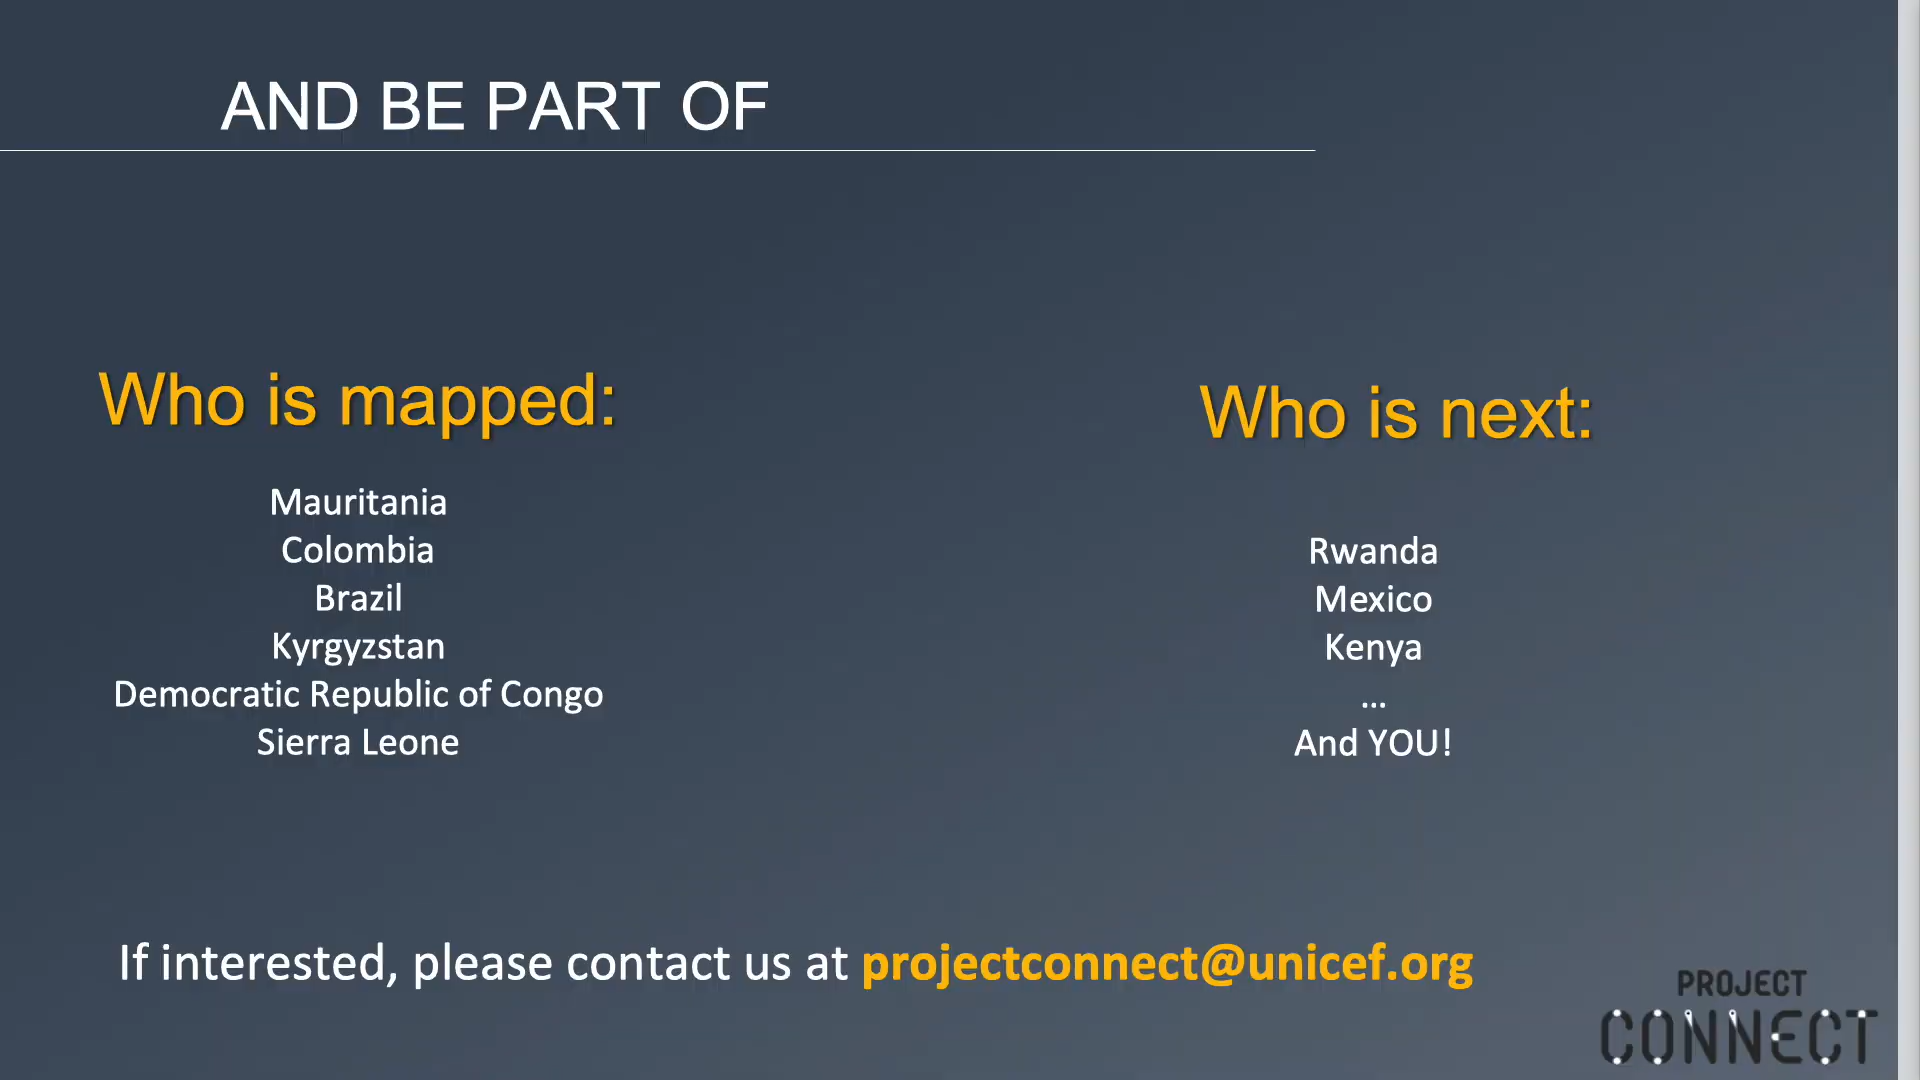 AND BE PART OF
Who is mapped:
Mauritania
Colombia
Brazil
Kyrgyzstan
Democratic Republic of Congo
Sierra Leone
Who is next:
Rwanda
Mexico
Kenya
...
And YOU!
If interested, please contact us at projectconnect@unicef.org
PROJECT
CONNECT